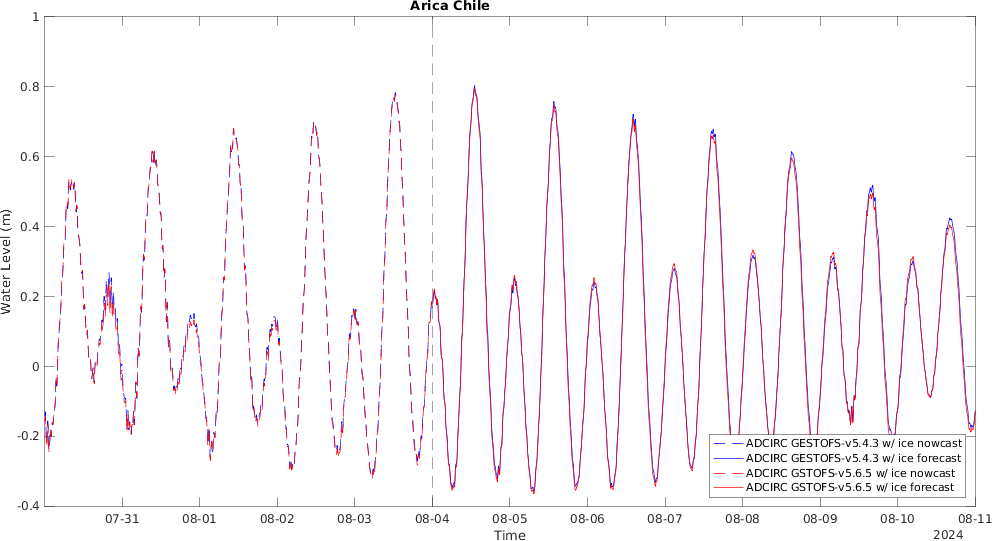 Arica Chile
1
0.8
0.6
0.4
0.2
0
-0.2
-0.4
Water Level (m)
ADCIRC GESTOFS-v5.4.3 w/ ice nowcast
ADCIRC GESTOFS-v5.4.3 w/ ice forecast
ADCIRC GSTOFS-v5.6.5 w/ ice nowcast
ADCIRC GSTOFS-v5.6.5 w/ ice forecast
07-31 08-01 08-02 08-03 08-04 08-05 08-06 08-07 08-08 08-09 08-10 08-11
Time
2024